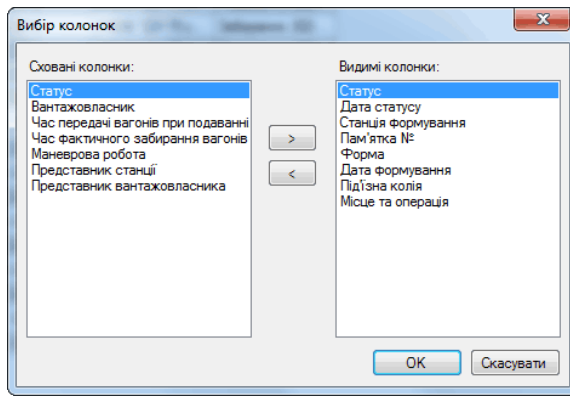 Вибір колонок
Сховані колонки:
Статус
Вантажовласник
Час передачі вагонів при подаванні
Час фактичного забирання вагонів
Маневрова робота
Представник станції
Представник вантажовласника
>
<
Видимі колонки:
Статус
Дата статусу
Станція формування
Пам'ятка №
Форма
Дата формування
Під'їзна колія
Місце та операція
OK
Скасувати